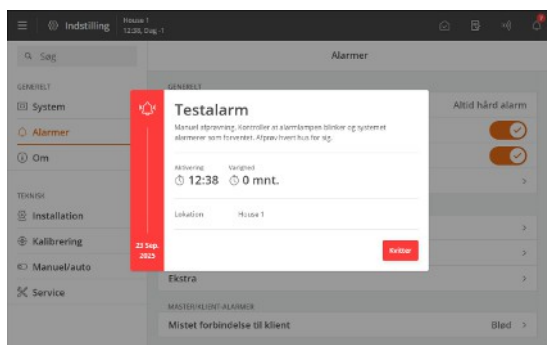 Indstilling
House 1
12:38, Dag -1
Søg
Alarmer
GENERELT
System
Alarmer
Om
TEKNISK
Installation
Kalibrering
Manuel/auto
Service
GENERELT
Altid hård alarm
Testalarm
Manuel afprøvning. Kontroller at alarmlampen blinker og systemet
alarmerer som forventet. Afprøv hvert hus for sig.
Aktivering
Varighed
12:38
0 mnt.
Lokation
House 1
23 Sep.
2025
Kvitter
Ekstra
MASTER/KLIENT-ALARMER
Mistet forbindelse til klient
Blød